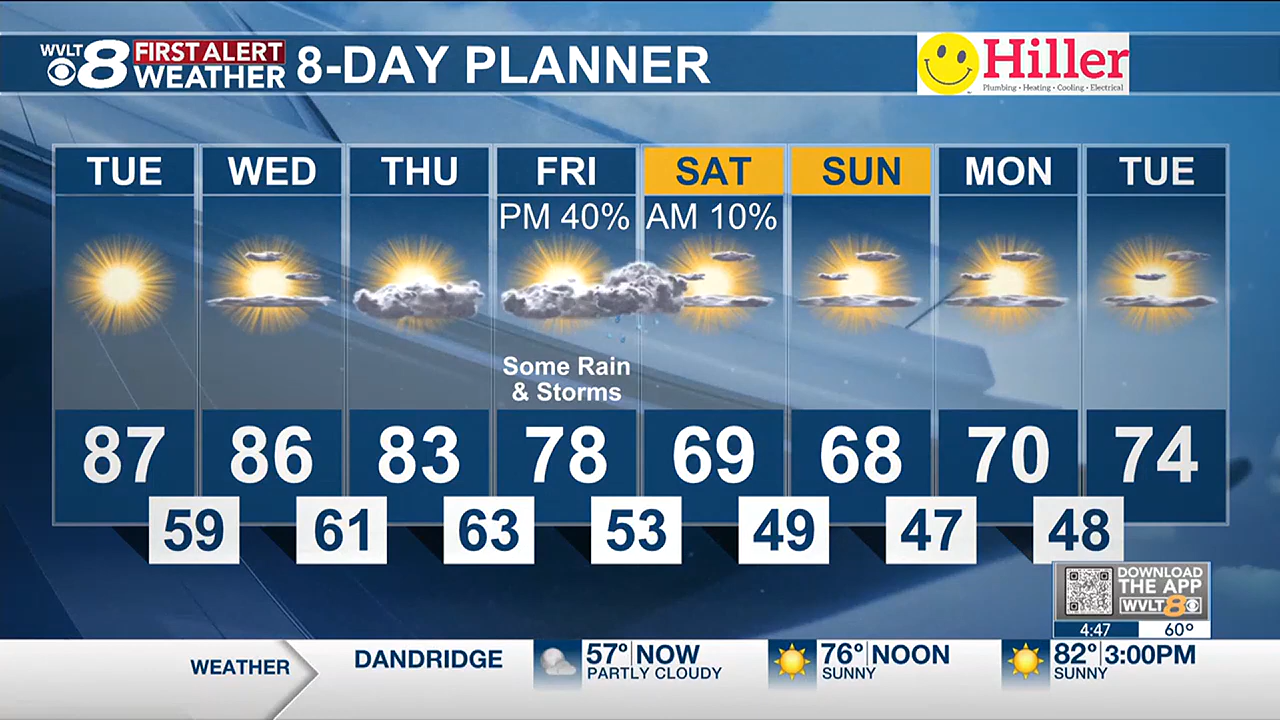 WVLT 8 FIRST ALERT WEATHER
8-DAY PLANNER
Hiller
Plumbing • Heating • Cooling • Electrical
TUE WED THU FRI SAT SUN MON TUE
PM 40% AM 10%
Some Rain
& Storms
87 86 83 78 69 68 70 74
59 61 63 53 49 47 48
DOWNLOAD
THE APP
WVLT 8
4:47 60°
WEATHER DANDRIDGE 57° NOW 76° NOON 82° 3:00PM
PARTLY CLOUDY SUNNY SUNNY